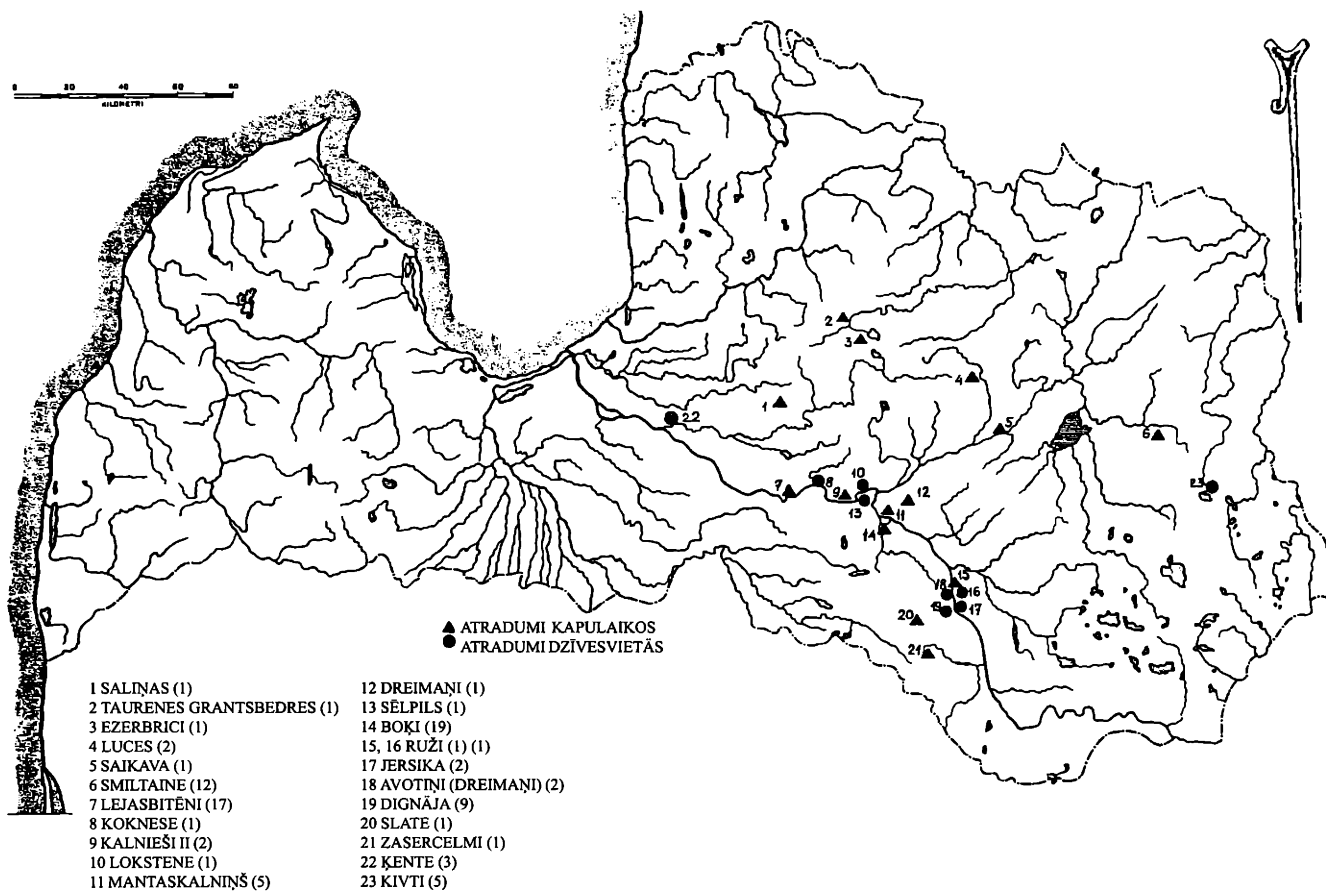 0 20 40 60 80
KILOMETRI
2
3
4
1
22
5
6
7
8
10
9
12
23
13
11
14
15
18
16
19
17
20
21
▲ ATRADUMI KAPULAIKOS
● ATRADUMI DZĪVESVIETĀS
1 SALIŅAS (1)
2 TAURENES GRANTSBEDRES (1)
3 EZERBRICI (1)
4 LUCES (2)
5 SAIKAVA (1)
6 SMILTAINE (12)
7 LEJASBITĒNI (17)
8 KOKNESE (1)
9 KALNIEŠI II (2)
10 LOKSTENE (1)
11 MANTASKALNIŅŠ (5)
12 DREIMAŅI (1)
13 SĒLPILS (1)
14 BOĶI (19)
15, 16 RUŽI (1) (1)
17 JERSIKA (2)
18 AVOTIŅI (DREIMAŅI) (2)
19 DIGNĀJA (9)
20 SLATE (1)
21 ZASERCELMI (1)
22 ĶENTE (3)
23 KIVTI (5)